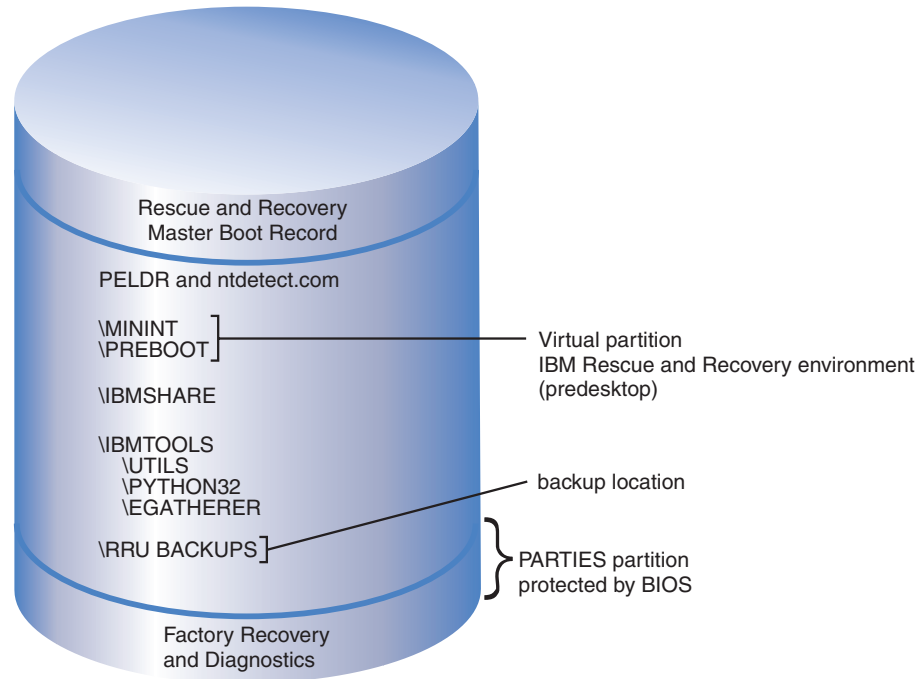 Rescue and Recovery
Master Boot Record
PELDR and ntdetect.com
\MININT
\PREBOOT
Virtual partition
IBM Rescue and Recovery environment
(predesktop)
\IBMSHARE
\IBMTOOLS
\UTILS
\PYTHON32
\EGATHERER
backup location
\RRU BACKUPS
PARTIES partition
protected by BIOS
Factory Recovery
and Diagnostics